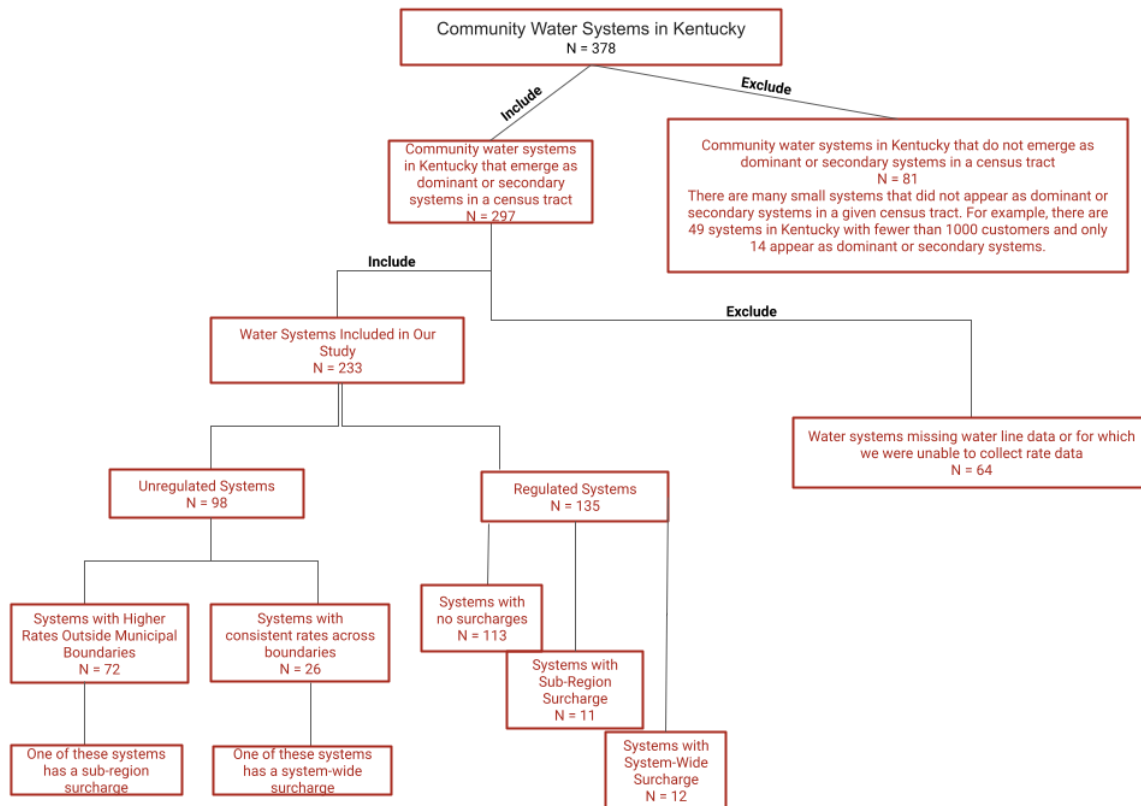 Community Water Systems in Kentucky
N = 378
Include
Exclude
Community water systems
in Kentucky that emerge as
dominant or secondary
systems in a census tract
N = 297
Community water systems in Kentucky that do not emerge as
dominant or secondary systems in a census tract
N = 81
There are many small systems that did not appear as dominant or
secondary systems in a given census tract. For example, there are
49 systems in Kentucky with fewer than 1000 customers and only
14 appear as dominant or secondary systems.
Include
Exclude
Water Systems Included in Our
Study
N = 233
Water systems missing water line data or for which
we were unable to collect rate data
N = 64
Unregulated Systems
N = 98
Regulated Systems
N = 135
Systems with Higher
Rates Outside Municipal
Boundaries
N = 72
Systems with
consistent rates across
boundaries
N = 26
Systems with
no surcharges
N = 113
Systems with
Sub-Region
Surcharge
N = 11
Systems with
System-Wide
Surcharge
N = 12
One of these systems
has a sub-region
surcharge
One of these systems
has a system-wide
surcharge